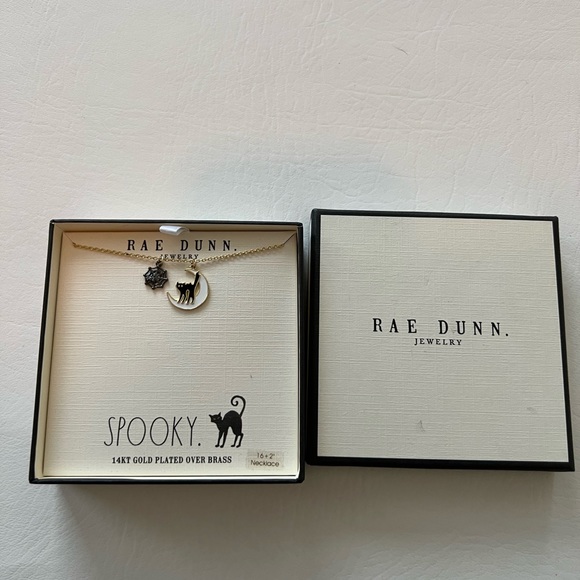 RAE DUNN.
JEWELRY
SPOOKY.
14KT GOLD PLATED OVER BRASS
16 + 2"
Necklace
RAE DUNN.
JEWELRY